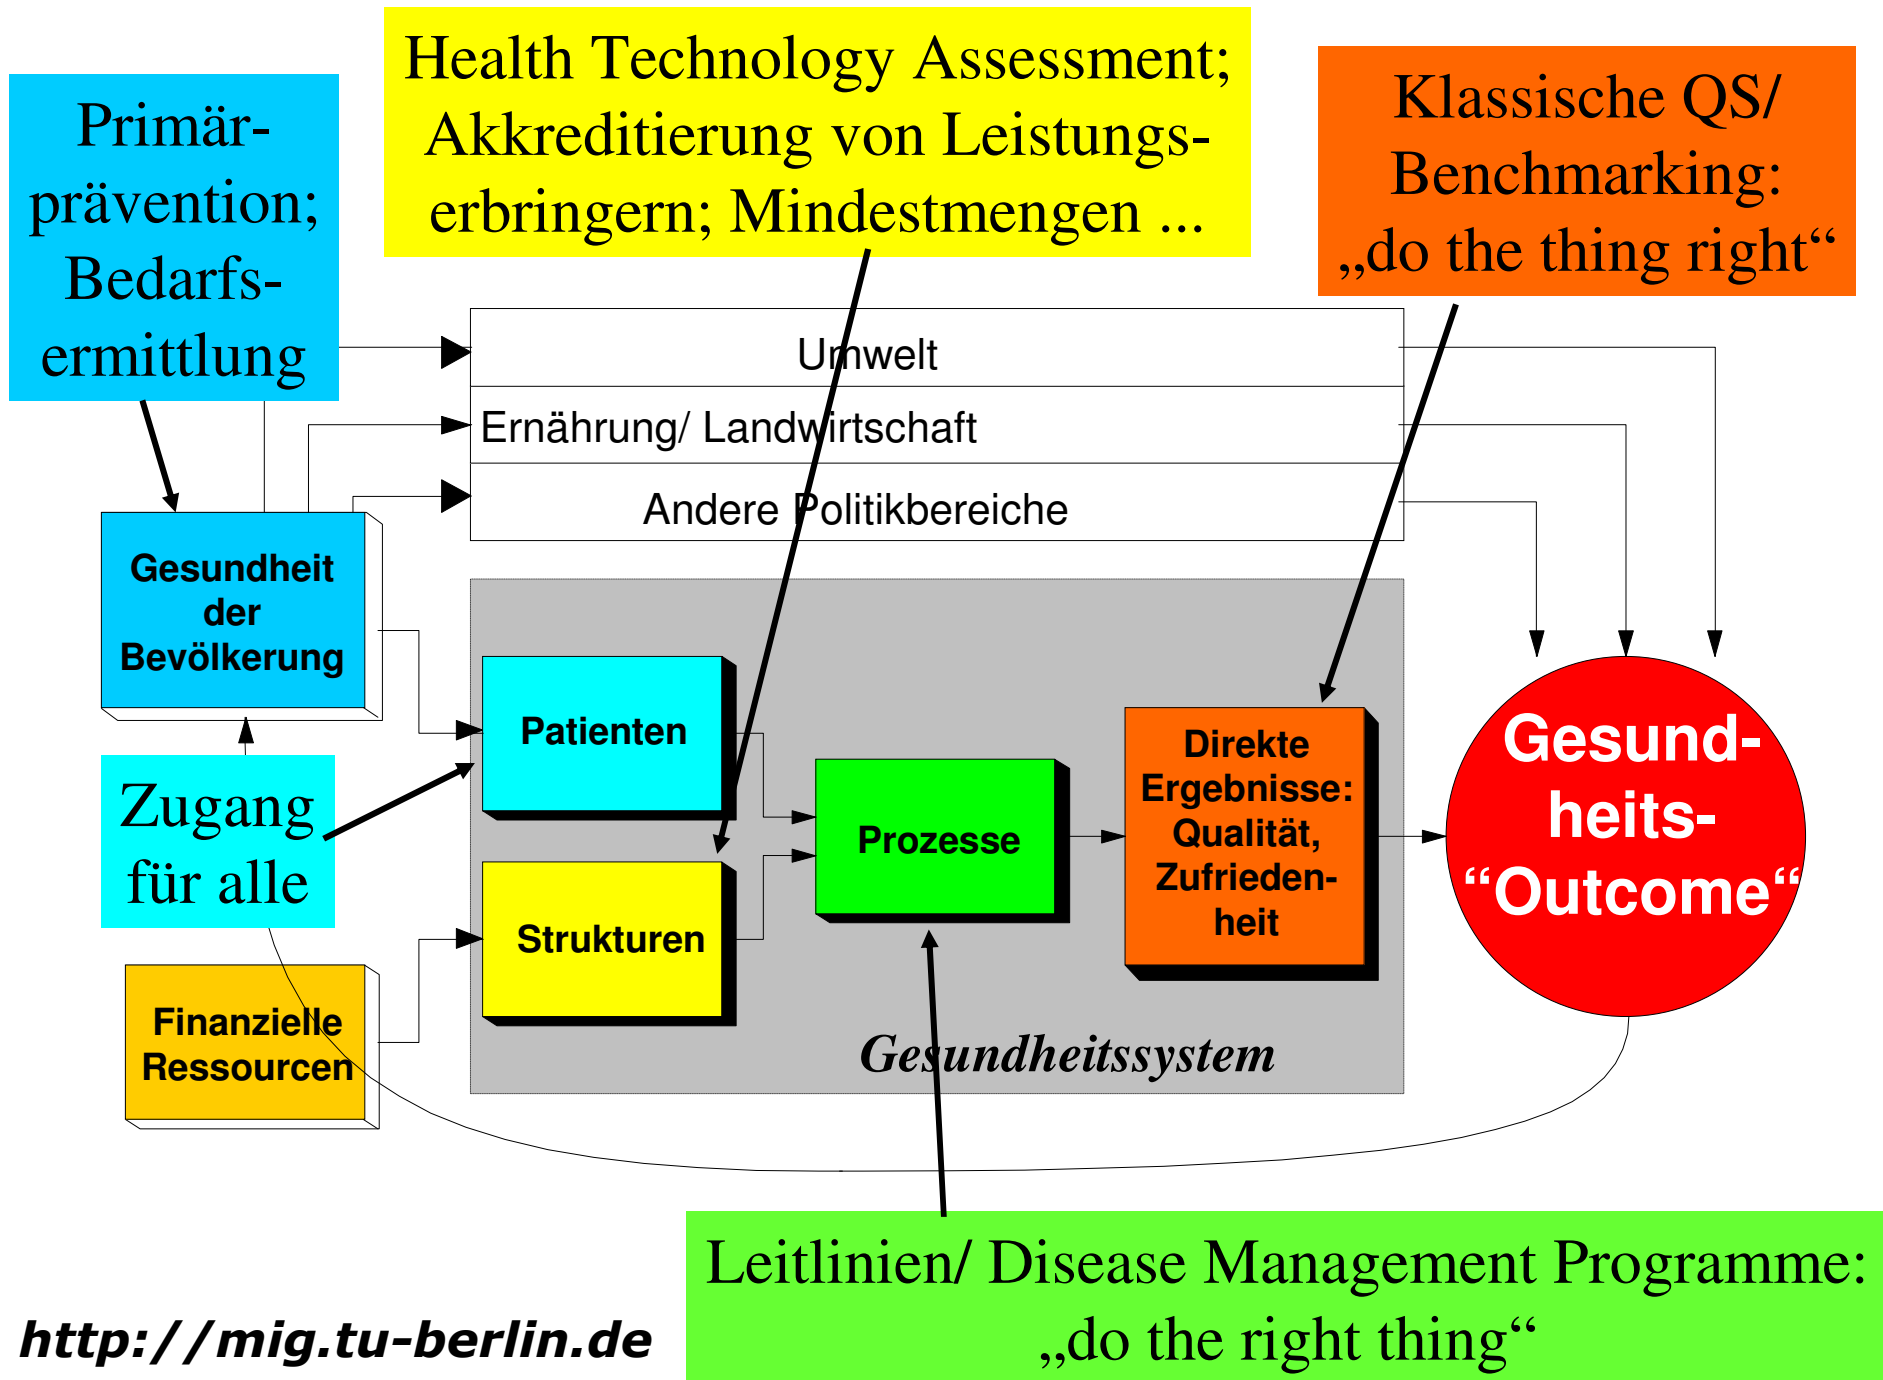 Health Technology Assessment;
Akkreditierung von Leistungs-
erbringern; Mindestmengen ...
Klassische QS/
Benchmarking:
„do the thing right“
Primär-
prävention;
Bedarfs-
ermittlung
Umwelt
Ernährung/ Landwirtschaft
Andere Politikbereiche
Gesundheit
der
Bevölkerung
Patienten
Direkte
Ergebnisse:
Qualität,
Zufrieden-
heit
Gesund-
heits-
“Outcome“
Zugang
für alle
Prozesse
Strukturen
Finanzielle
Ressourcen
Gesundheitssystem
Leitlinien/ Disease Management Programme:
„do the right thing“
http://mig.tu-berlin.de